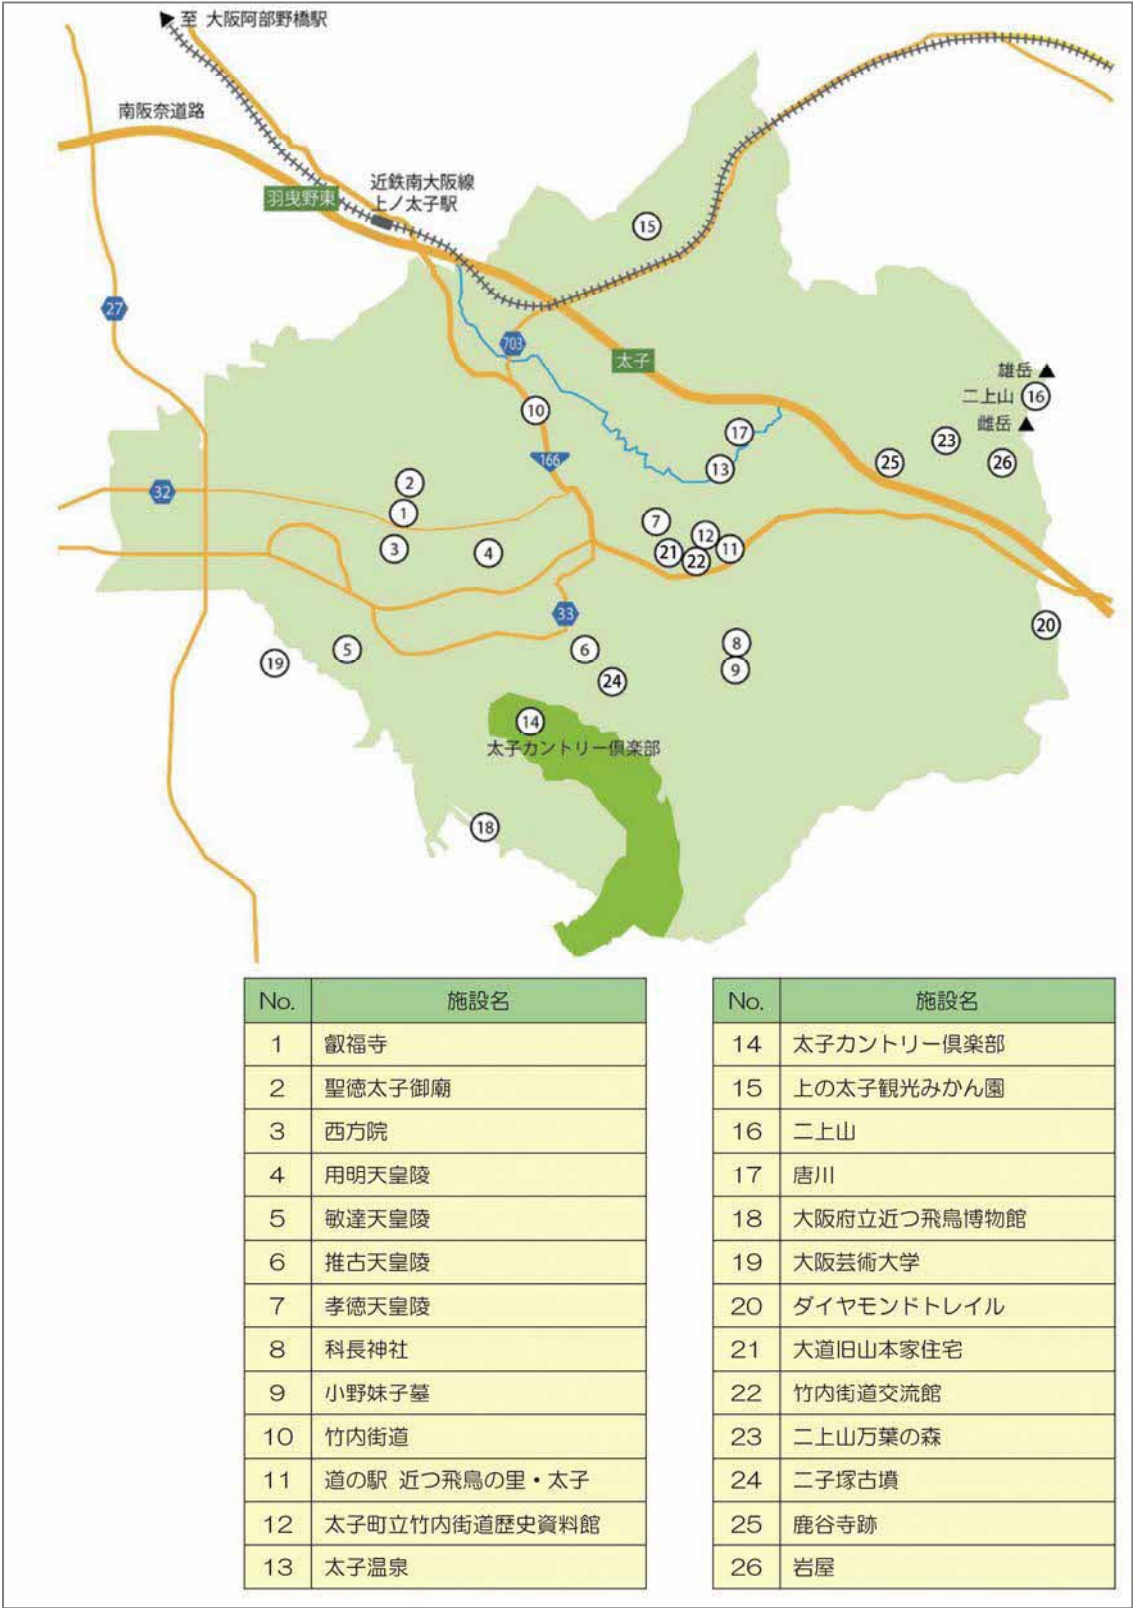 至 大阪阿部野橋駅
南阪奈道路
近鉄南大阪線
上ノ太子駅
羽曳野東
15
27
703
太子
雄岳
二上山 16
雌岳
10
17
23
166
25
26
13
2
32
1
7
12
3
4
21
11
22
33
20
8
5
6
19
9
24
14
太子カントリー倶楽部
18
No. 施設名
1 叡福寺
2 聖徳太子御廟
3 西方院
4 用明天皇陵
5 敏達天皇陵
6 推古天皇陵
7 孝徳天皇陵
8 科長神社
9 小野妹子墓
10 竹内街道
11 道の駅 近つ飛鳥の里・太子
12 太子町立竹内街道歴史資料館
13 太子温泉
No. 施設名
14 太子カントリー倶楽部
15 上の太子観光みかん園
16 二上山
17 唐川
18 大阪府立近つ飛鳥博物館
19 大阪芸術大学
20 ダイヤモンドトレイル
21 大道旧山本家住宅
22 竹内街道交流館
23 二上山万葉の森
24 二子塚古墳
25 鹿谷寺跡
26 岩屋